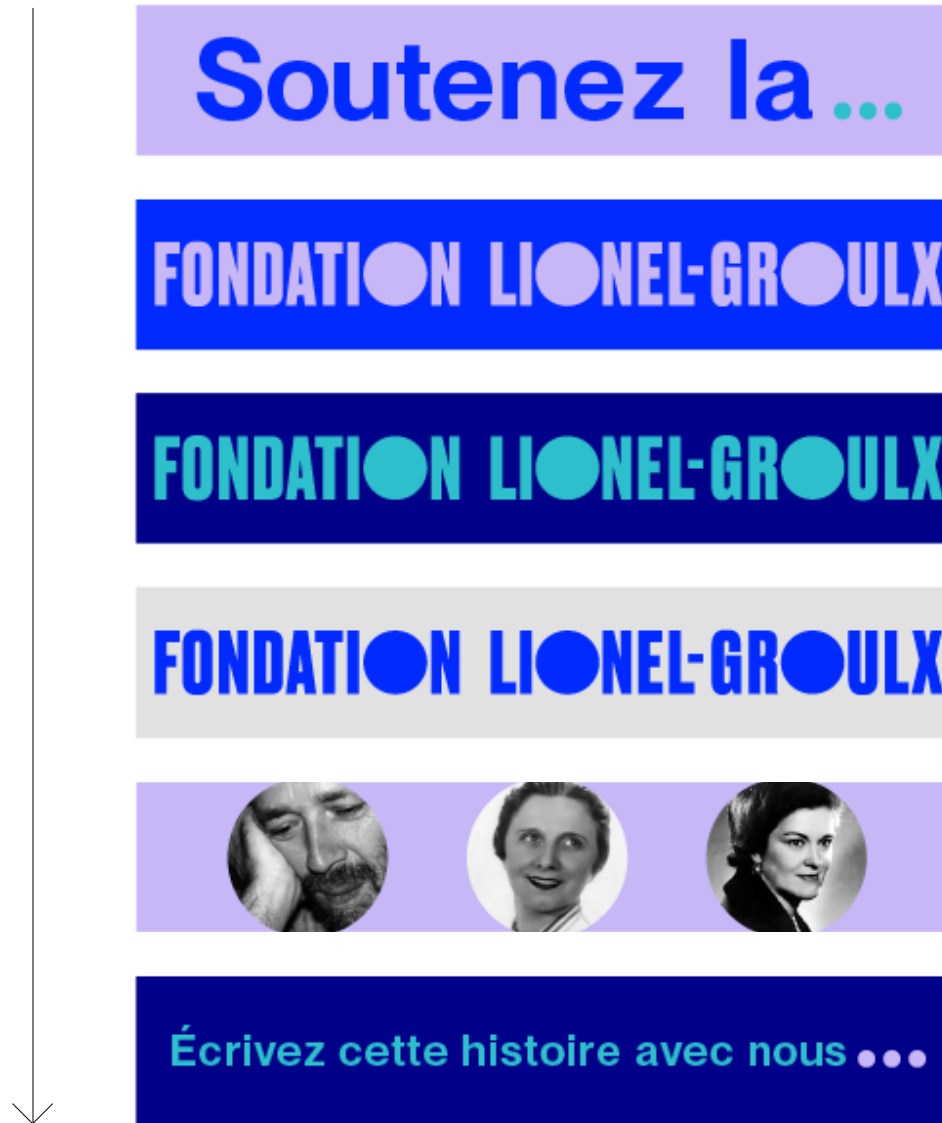 Soutenez la...
FONDATION LIONEL-GROULX
FONDATION LIONEL-GROULX
FONDATION LIONEL-GROULX
Écrivez cette histoire avec nous...